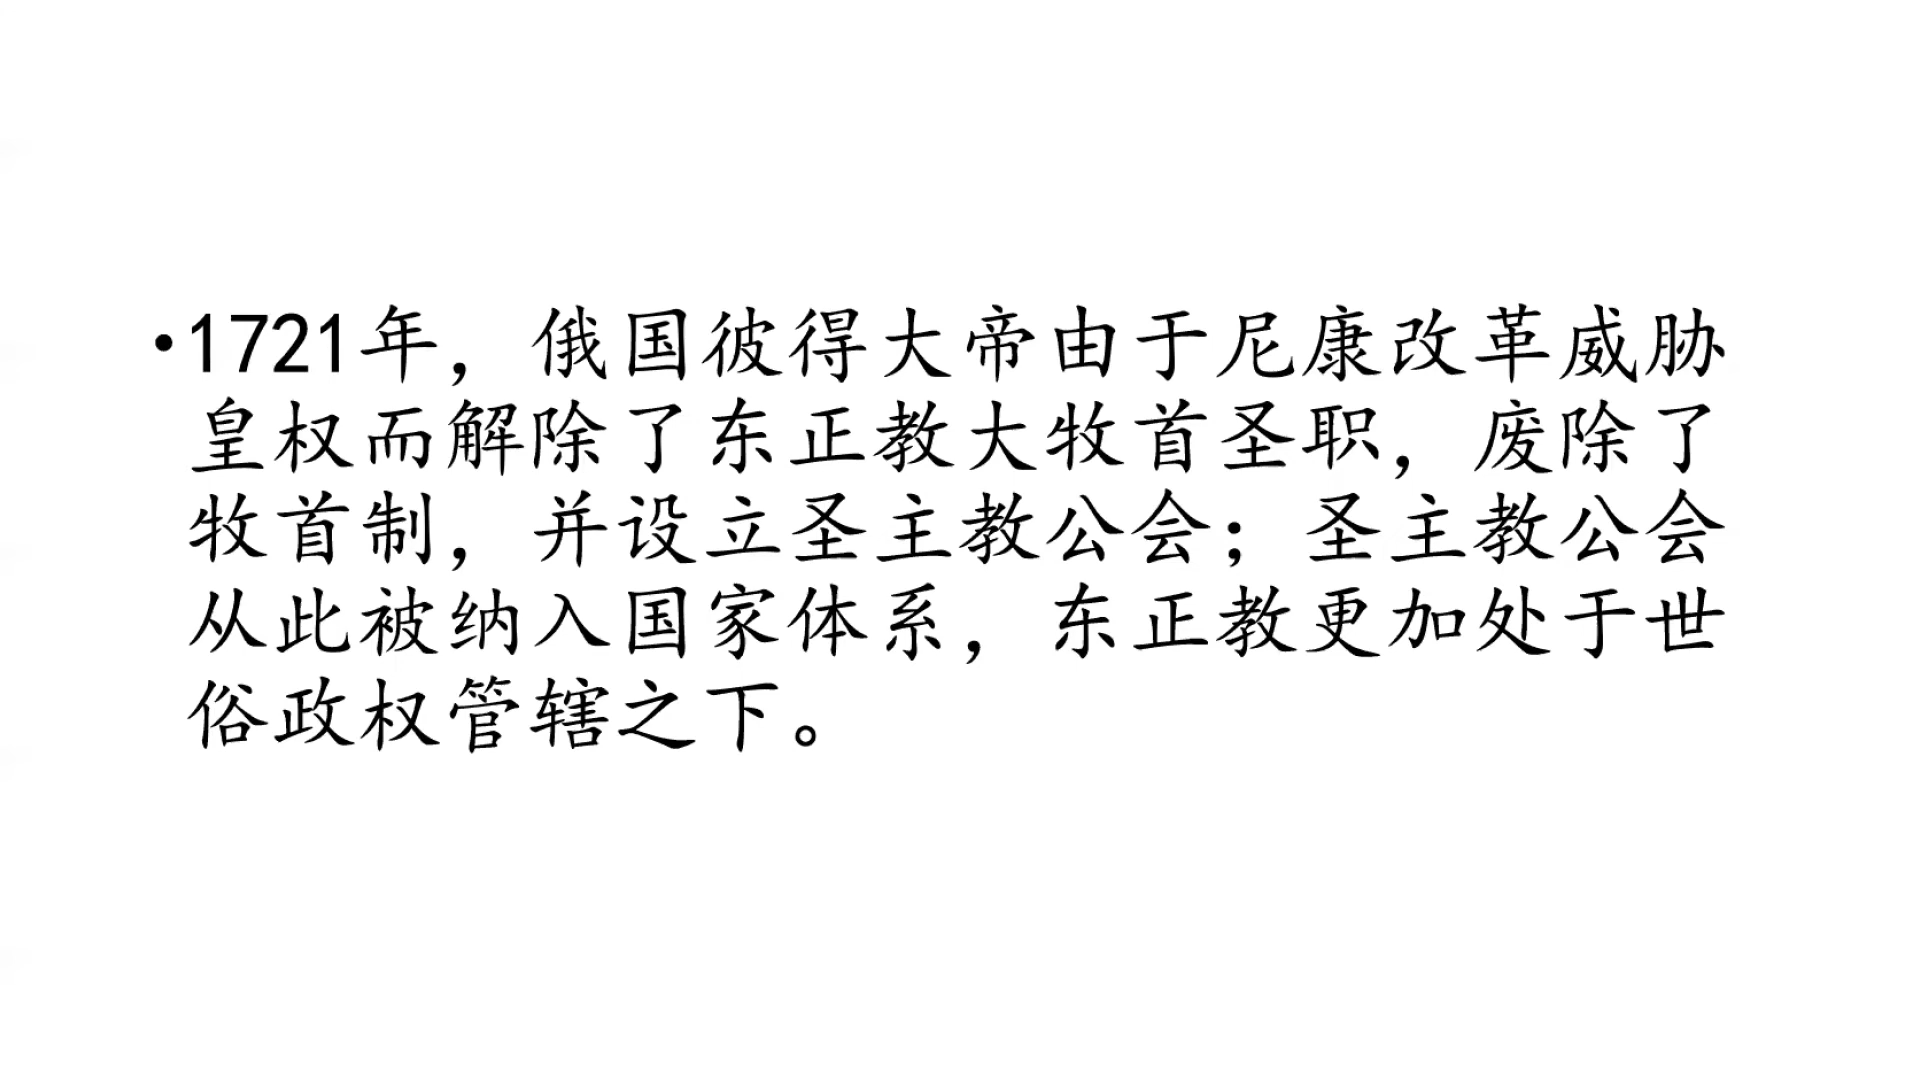 •1721年，俄国彼得大帝由于尼康改革威胁
皇权而解除了东正教大牧首圣职，废除了
牧首制，并设立圣主教公会；圣主教公会
从此被纳入国家体系，东正教更加处于世
俗政权管辖之下。